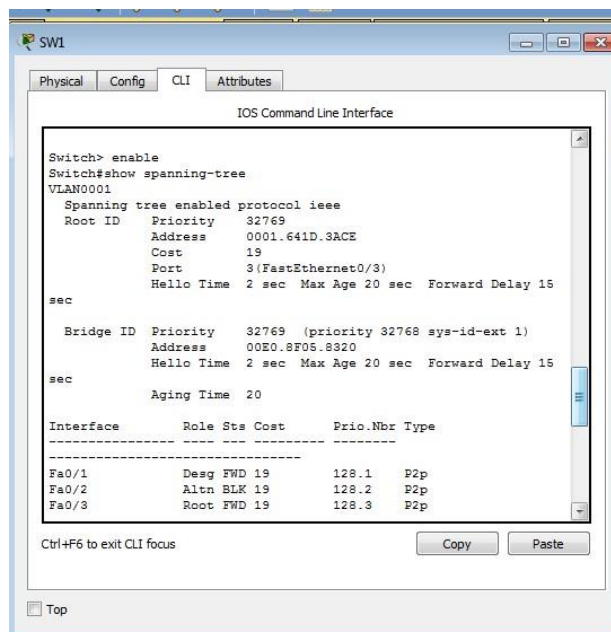 SW1
Physical Config CLI Attributes
IOS Command Line Interface
Switch> enable
Switch#show spanning-tree
VLAN0001
Spanning tree enabled protocol ieee
Root ID Priority 32769
Address 0001.641D.3ACE
Cost 19
Port 3(FastEthernet0/3)
Hello Time 2 sec Max Age 20 sec Forward Delay 15
sec
Bridge ID Priority 32769 (priority 32768 sys-id-ext 1)
Address 00E0.8F05.8320
Hello Time 2 sec Max Age 20 sec Forward Delay 15
sec
Aging Time 20
Interface Role Sts Cost Prio.Nbr Type
---------------- ---- --- --------- --------
--------------------------------
Fa0/1 Desg FWD 19 128.1 P2p
Fa0/2 Altn BLK 19 128.2 P2p
Fa0/3 Root FWD 19 128.3 P2p
Ctrl+F6 to exit CLI focus Copy Paste
Top